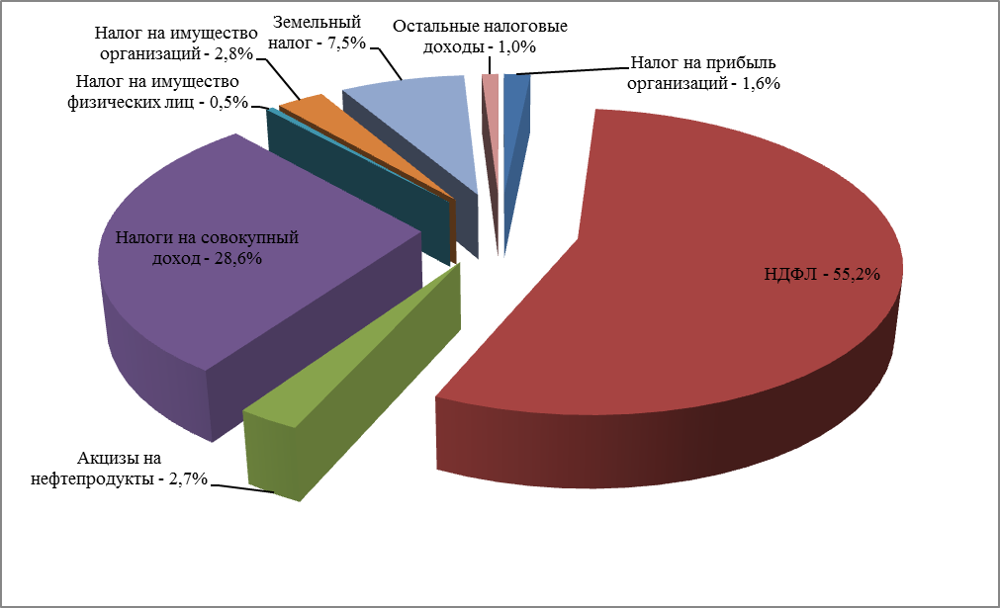 Земельный
налог - 7,5%
Остальные налоговые
доходы - 1,0%
Налог на имущество
организаций - 2,8%
Налог на прибыль
организаций - 1,6%
Налог на имущество
физических лиц - 0,5%
Налоги на совокупный
доход - 28,6%
НДФЛ - 55,2%
Акцизы на
нефтепродукты - 2,7%